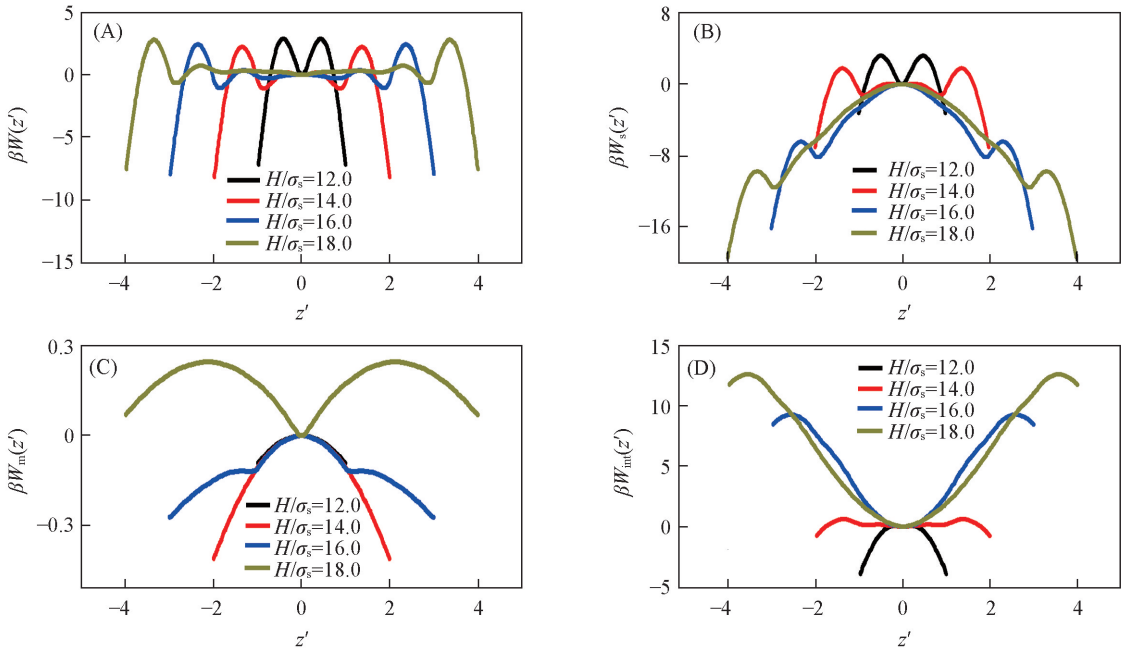 (A)
5
0
−5
−10
−15
βW(z′)
H/σs=12.0
H/σs=14.0
H/σs=16.0
H/σs=18.0
−4 −2 0 2 4
z′
(B)
8
0
−8
−16
βWs(z′)
H/σs=12.0
H/σs=14.0
H/σs=16.0
H/σs=18.0
−4 −2 0 2 4
z′
(C)
0.3
0
−0.3
βWm(z′)
H/σs=12.0
H/σs=14.0
H/σs=16.0
H/σs=18.0
−4 −2 0 2 4
z′
(D)
15
10
5
0
−5
βWint(z′)
H/σs=12.0
H/σs=14.0
H/σs=16.0
H/σs=18.0
−4 −2 0 2 4
z′